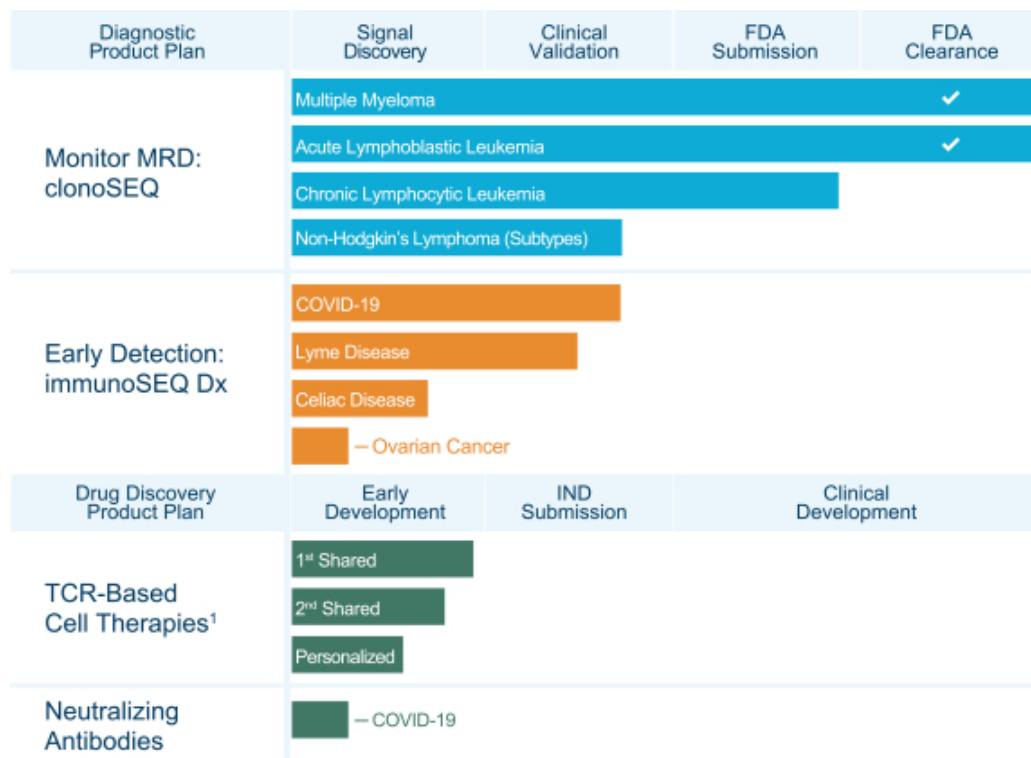 Diagnostic
Product Plan
Signal
Discovery
Clinical
Validation
FDA
Submission
FDA
Clearance
Monitor MRD:
clonoSEQ
Multiple Myeloma
Acute Lymphoblastic Leukemia
Chronic Lymphocytic Leukemia
Non-Hodgkin's Lymphoma (Subtypes)
Early Detection:
immunoSEQ Dx
COVID-19
Lyme Disease
Celiac Disease
Ovarian Cancer
Drug Discovery
Product Plan
Early
Development
IND
Submission
Clinical
Development
TCR-Based
Cell Therapies¹
1st Shared
2nd Shared
Personalized
Neutralizing
Antibodies
COVID-19